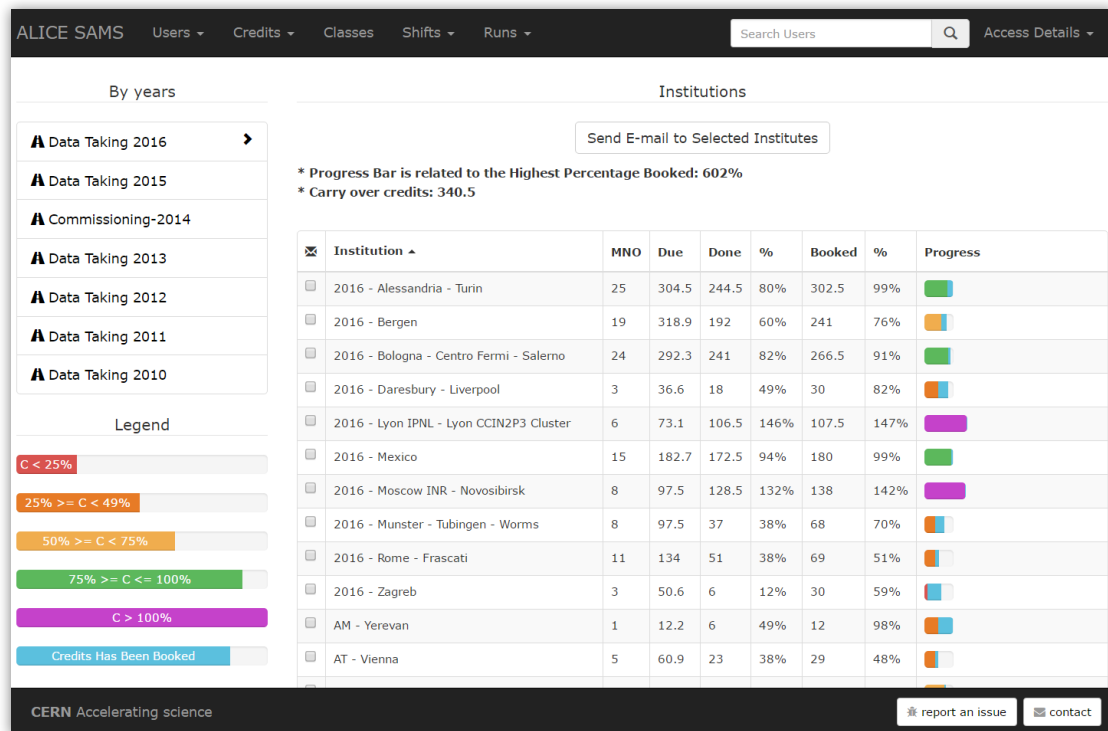 ALICE SAMS Users Credits Classes Shifts Runs Search Users Access Details
By years
Data Taking 2016
Data Taking 2015
Commissioning-2014
Data Taking 2013
Data Taking 2012
Data Taking 2011
Data Taking 2010
Legend
C < 25%
25% >= C < 49%
50% >= C < 75%
75% >= C <= 100%
C > 100%
Credits Has Been Booked
Institutions
Send E-mail to Selected Institutes
* Progress Bar is related to the Highest Percentage Booked: 602%
* Carry over credits: 340.5
Institution MNO Due Done % Booked % Progress
2016 - Alessandria - Turin 25 304.5 244.5 80% 302.5 99%
2016 - Bergen 19 318.9 192 60% 241 76%
2016 - Bologna - Centro Fermi - Salerno 24 292.3 241 82% 266.5 91%
2016 - Daresbury - Liverpool 3 36.6 18 49% 30 82%
2016 - Lyon IPNL - Lyon CCIN2P3 Cluster 6 73.1 106.5 146% 107.5 147%
2016 - Mexico 15 182.7 172.5 94% 180 99%
2016 - Moscow INR - Novosibirsk 8 97.5 128.5 132% 138 142%
2016 - Munster - Tubingen - Worms 8 97.5 37 38% 68 70%
2016 - Rome - Frascati 11 134 51 38% 69 51%
2016 - Zagreb 3 50.6 6 12% 30 59%
AM - Yerevan 1 12.2 6 49% 12 98%
AT - Vienna 5 60.9 23 38% 29 48%
CERN Accelerating science report an issue contact